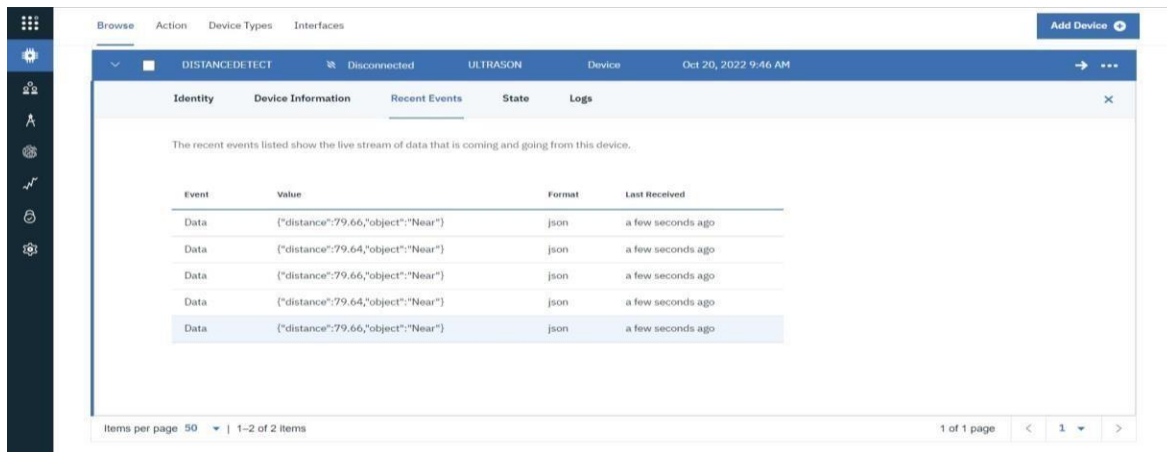 Browse Action Device Types Interfaces Add Device
DISTANCEDETECT Disconnected ULTRASON Device Oct 20, 2022 9:46 AM
Identity Device Information Recent Events State Logs
The recent events listed show the live stream of data that is coming and going from this device.
Event Value Format Last Received
Data {"distance":79.66,"object":"Near"} json a few seconds ago
Data {"distance":79.64,"object":"Near"} json a few seconds ago
Data {"distance":79.66,"object":"Near"} json a few seconds ago
Data {"distance":79.64,"object":"Near"} json a few seconds ago
Data {"distance":79.66,"object":"Near"} json a few seconds ago
Items per page 50 | 1–2 of 2 items 1 of 1 page 1